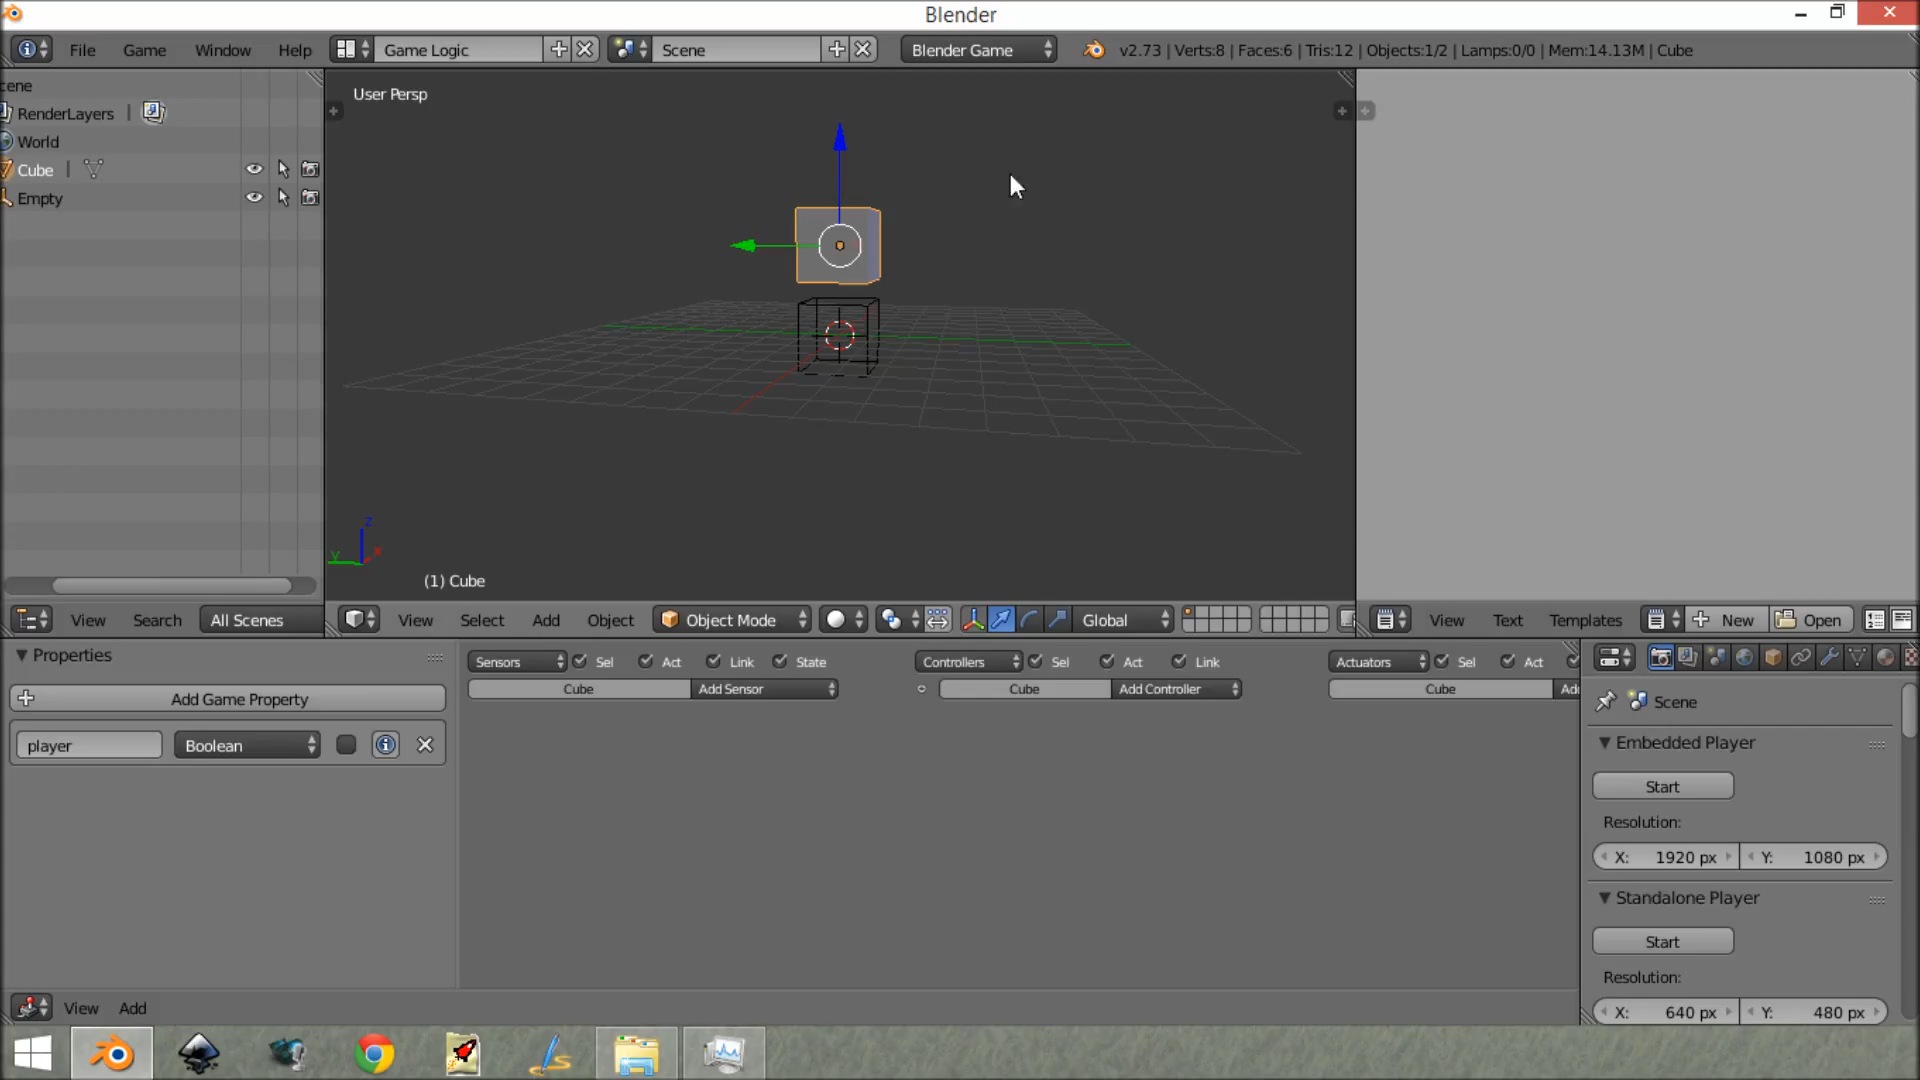 Blender
File Game Window Help Game Logic Scene Blender Game v2.73 | Verts:8 | Faces:6 | Tris:12 | Objects:1/2 | Lamps:0/0 | Mem:14.13M | Cube
cene
RenderLayers |
World
Cube |
Empty
User Persp
z
y x
(1) Cube
View Search All Scenes
View Select Add Object Object Mode Global
View Text Templates New Open
Properties
Add Game Property
player Boolean
Sensors Sel Act Link State
Cube Add Sensor
Controllers Sel Act Link
Cube Add Controller
Actuators Sel Act
Cube Ad
Scene
Embedded Player
Start
Resolution:
X: 1920 px Y: 1080 px
Standalone Player
Start
Resolution:
X: 640 px Y: 480 px
View Add